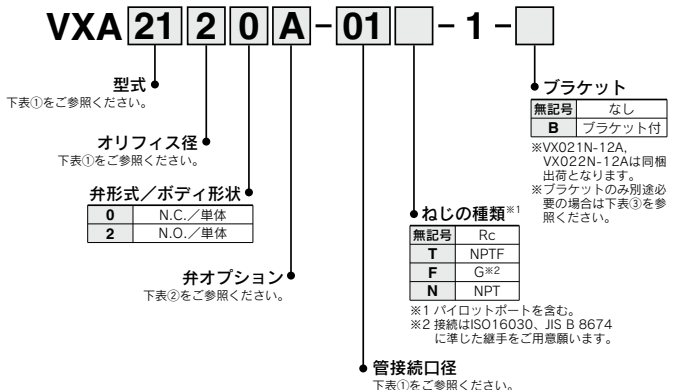 VXA 21 2 0 A - 01 - 1 -
型式
下表①をご参照ください。
オリフィス径
下表①をご参照ください。
弁形式／ボディ形状
0 N.C.／単体
2 N.O.／単体
弁オプション
下表②をご参照ください。
ブラケット
無記号 なし
B ブラケット付
※VX021N-12A,
VX022N-12Aは同梱
出荷となります。
※ブラケットのみ別途必
要の場合は下表③を参
照ください。
ねじの種類※1
無記号 Rc
T NPTF
F G※2
N NPT
※1 パイロットポートを含む。
※2 接続はISO16030、JIS B 8674
に準じた継手をご用意願います。
管接続口径
下表①をご参照ください。